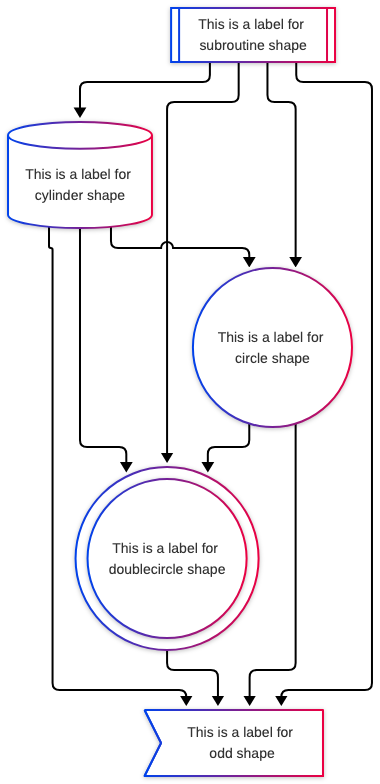 This is a label for
subroutine shape
This is a label for
cylinder shape
This is a label for
circle shape
This is a label for
doublecircle shape
This is a label for
odd shape